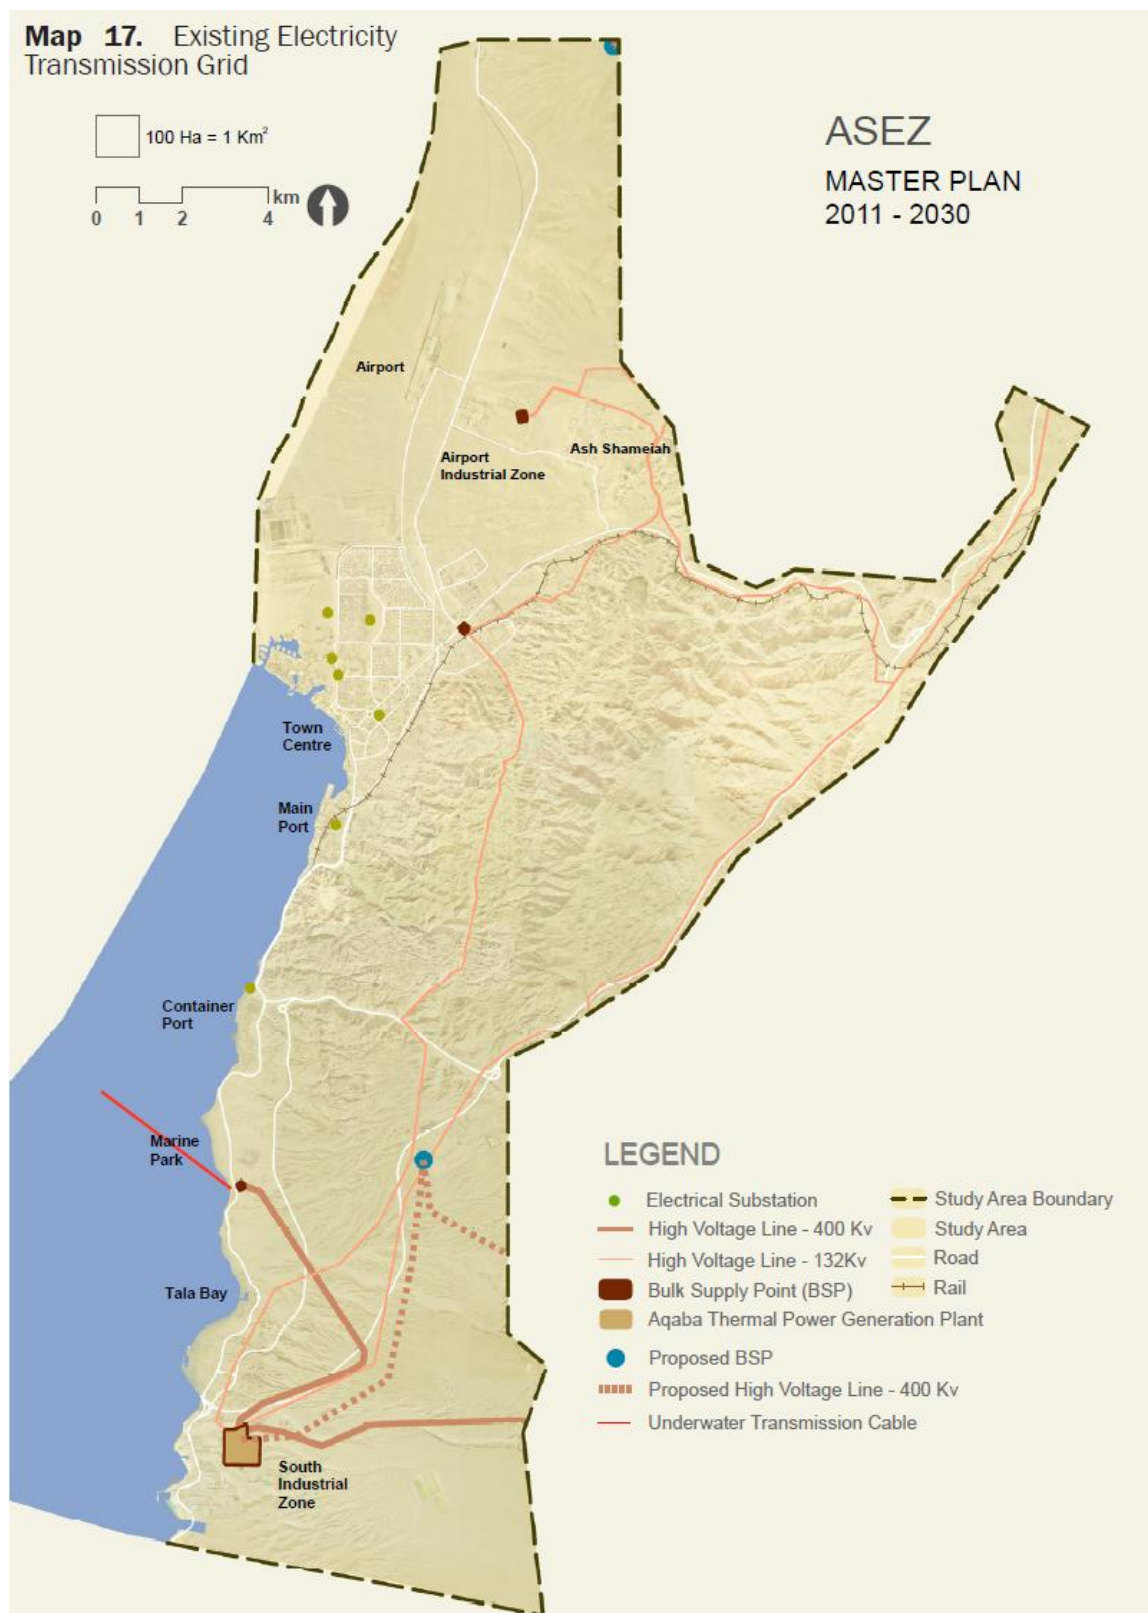 Map 17. Existing Electricity
Transmission Grid
100 Ha = 1 Km²
km
0 1 2 4
ASEZ
MASTER PLAN
2011 - 2030
Airport
Airport
Industrial Zone
Ash Shameiah
Town
Centre
Main
Port
Container
Port
Marine
Park
Tala Bay
South
Industrial
Zone
LEGEND
Electrical Substation
High Voltage Line - 400 Kv
High Voltage Line - 132Kv
Bulk Supply Point (BSP)
Aqaba Thermal Power Generation Plant
Proposed BSP
Proposed High Voltage Line - 400 Kv
Underwater Transmission Cable
Study Area Boundary
Study Area
Road
Rail